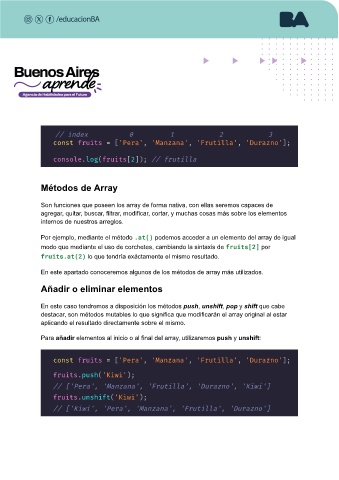 /educacionBA
BA
Buenos Aires
aprende
Agencia de Habilidades para el Futuro
// index 0 1 2 3
const fruits = ['Pera', 'Manzana', 'Frutilla', 'Durazno'];
console.log(fruits[2]); // frutilla
Métodos de Array
Son funciones que poseen los array de forma nativa, con ellas seremos capaces de
agregar, quitar, buscar, filtrar, modificar, cortar, y muchas cosas más sobre los elementos
internos de nuestros arreglos.
Por ejemplo, mediante el método .at() podemos acceder a un elemento del array de igual
modo que mediante el uso de corchetes, cambiando la sintaxis de fruits[2] por
fruits.at(2) lo que tendría exáctamente el mismo resultado.
En este apartado conoceremos algunos de los métodos de array más utilizados.
Añadir o eliminar elementos
En este caso tendremos a disposición los métodos push, unshift, pop y shift que cabe
destacar, son métodos mutables lo que significa que modificarán el array original al estar
aplicando el resultado directamente sobre el mismo.
Para añadir elementos al inicio o al final del array, utilizaremos push y unshift:
const fruits = ['Pera', 'Manzana', 'Frutilla', 'Durazno'];
fruits.push('Kiwi');
// ['Pera', 'Manzana', 'Frutilla', 'Durazno', 'Kiwi']
fruits.unshift('Kiwi');
// ['Kiwi', 'Pera', 'Manzana', 'Frutilla', 'Durazno']